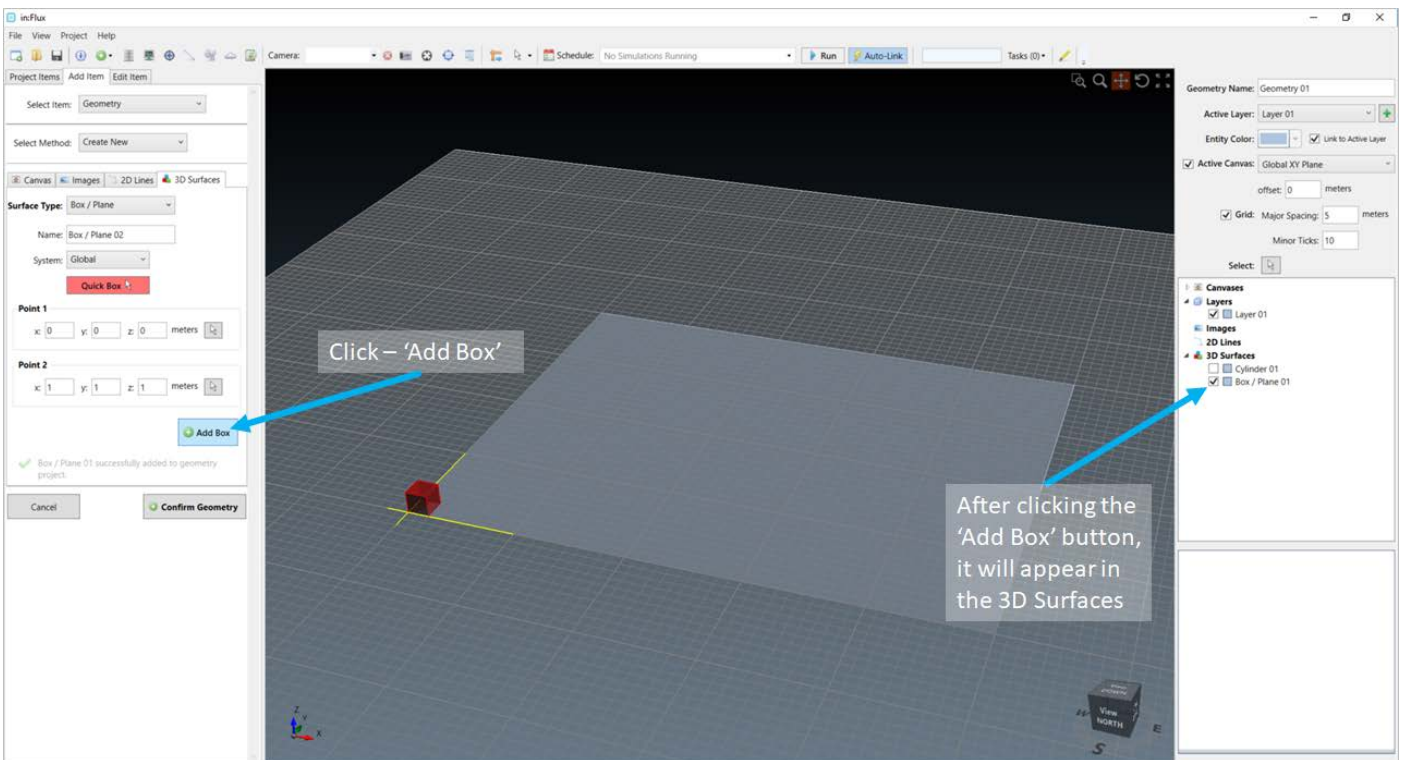 in:Flux
File View Project Help
Camera:
Schedule: No Simulations Running
Run
Auto-Link
Tasks (0)
Project Items Add Item Edit Item
Select Item: Geometry
Select Method: Create New
Canvas Images 2D Lines 3D Surfaces
Surface Type: Box / Plane
Name: Box / Plane 02
System: Global
Quick Box
Point 1
x: 0 y: 0 z: 0 meters
Point 2
x: 1 y: 1 z: 1 meters
Add Box
Box / Plane 01 successfully added to geometry
project.
Cancel Confirm Geometry
Click – ‘Add Box’
After clicking the
‘Add Box’ button,
it will appear in
the 3D Surfaces
Z
Y
X
View
NORTH
W
E
S
Geometry Name: Geometry 01
Active Layer: Layer 01
Entity Color: Link to Active Layer
Active Canvas: Global XY Plane
offset: 0 meters
Grid: Major Spacing: 5 meters
Minor Ticks: 10
Select:
Canvases
Layers
Layer 01
Images
2D Lines
3D Surfaces
Cylinder 01
Box / Plane 01